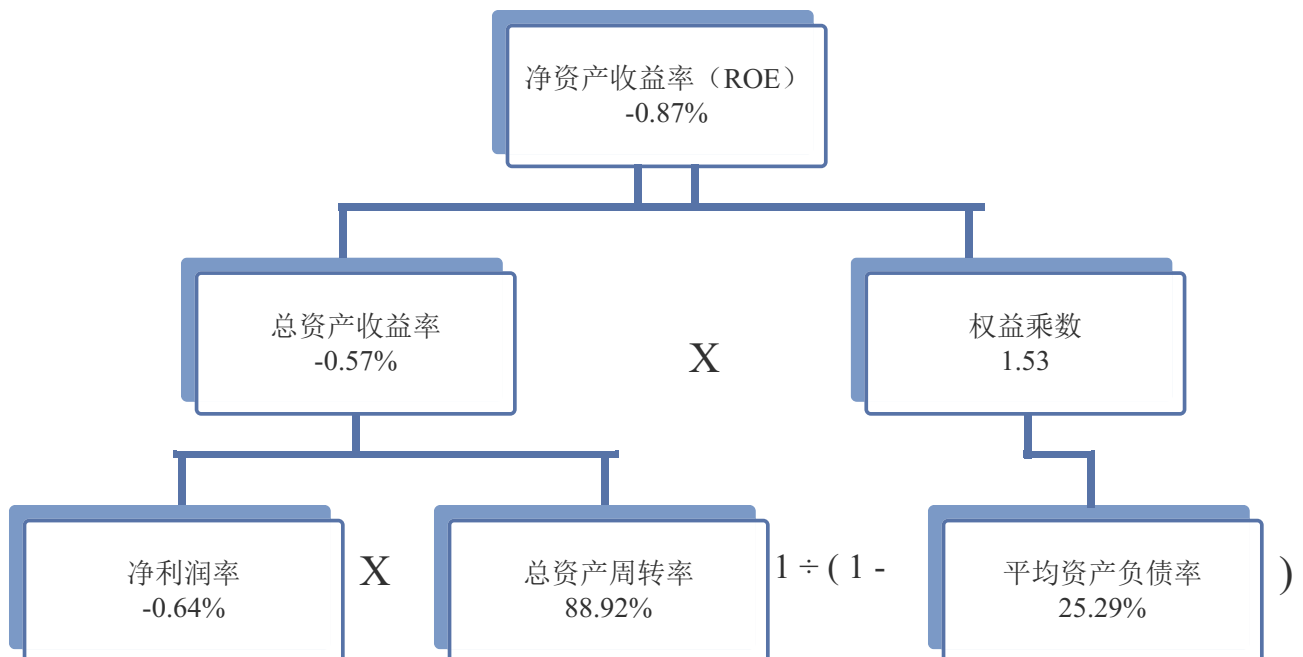 净资产收益率（ROE）
-0.87%
总资产收益率
-0.57%
X
权益乘数
1.53
净利润率
-0.64%
X
总资产周转率
88.92%
1 ÷ ( 1 -
平均资产负债率
25.29%
)